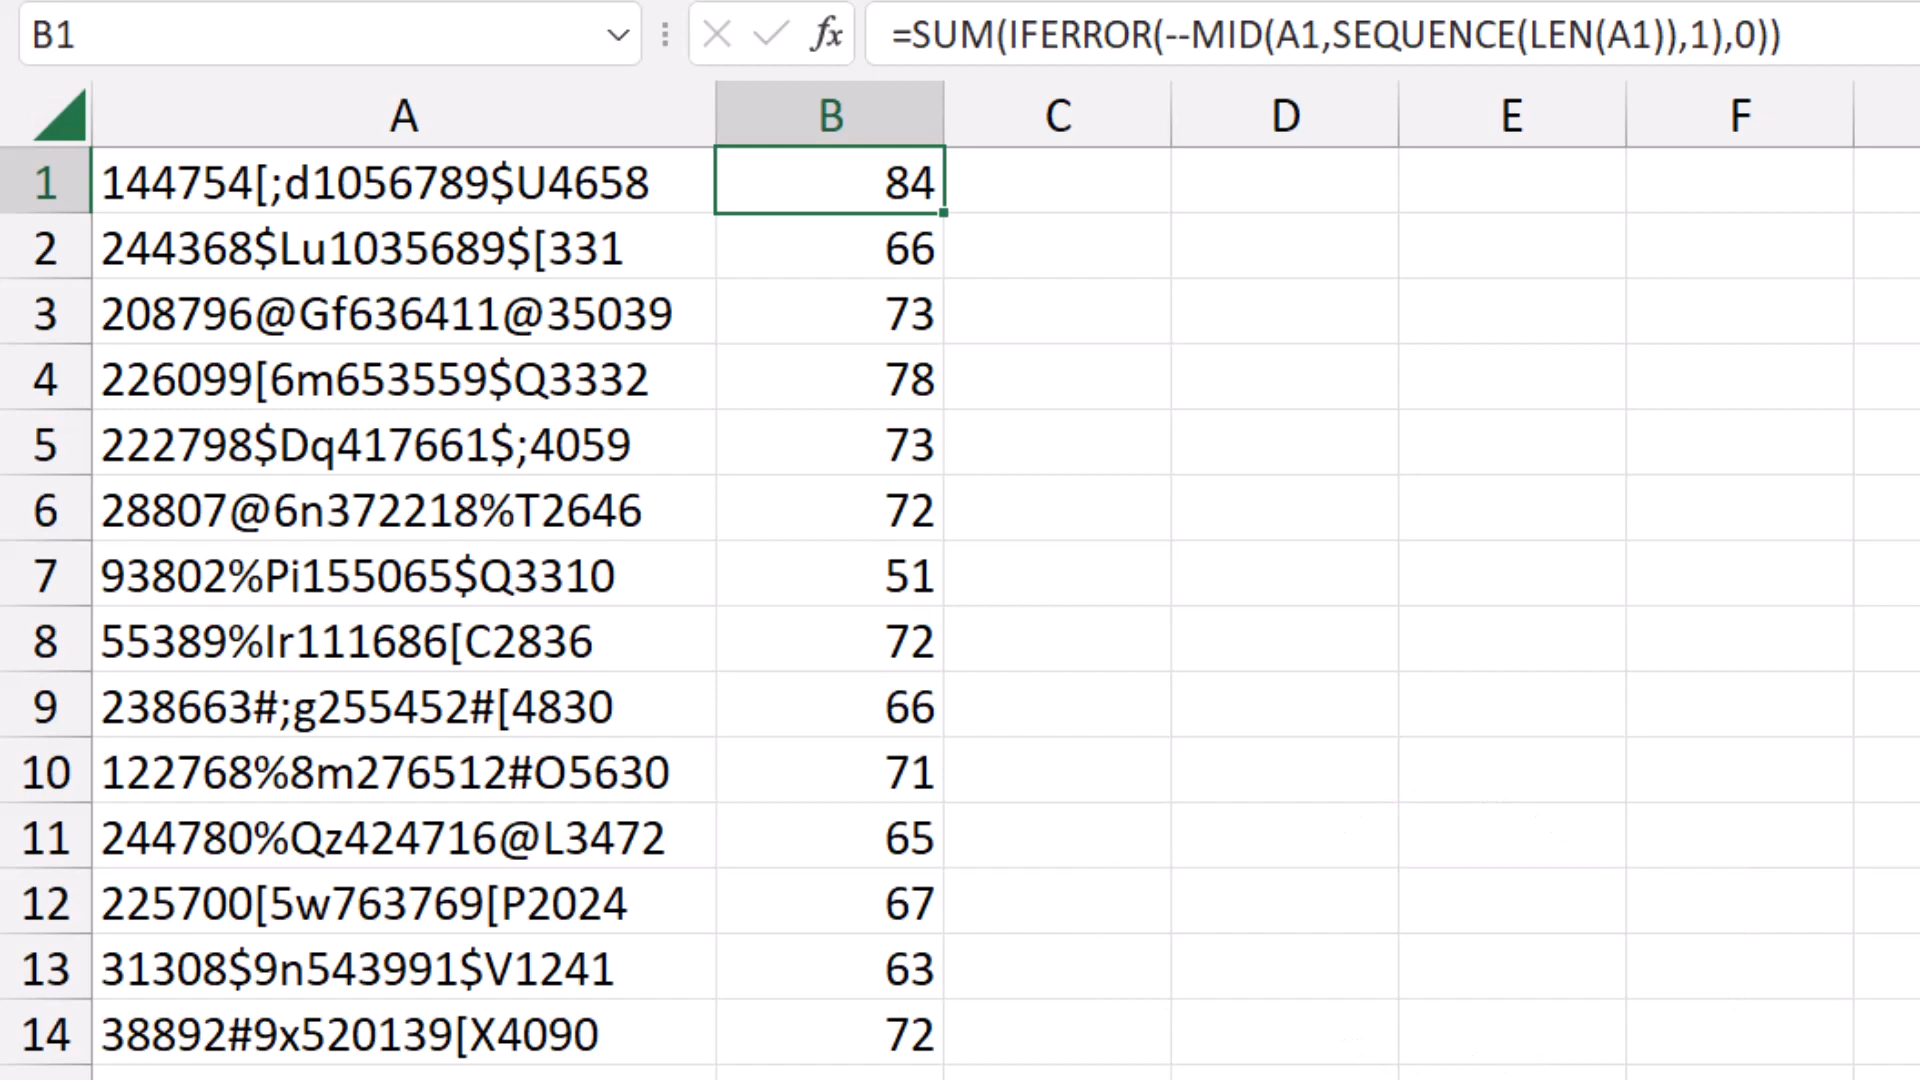 B1 fx =SUM(IFERROR(--MID(A1,SEQUENCE(LEN(A1)),1),0))
A B C D E F
1 144754[;d1056789$U4658 84
2 244368$Lu1035689$[331 66
3 208796@Gf636411@35039 73
4 226099[6m653559$Q3332 78
5 222798$Dq417661$;4059 73
6 28807@6n372218%T2646 72
7 93802%Pi155065$Q3310 51
8 55389%Ir111686[C2836 72
9 238663#;g255452#[4830 66
10 122768%8m276512#O5630 71
11 244780%Qz424716@L3472 65
12 225700[5w763769[P2024 67
13 31308$9n543991$V1241 63
14 38892#9x520139[X4090 72